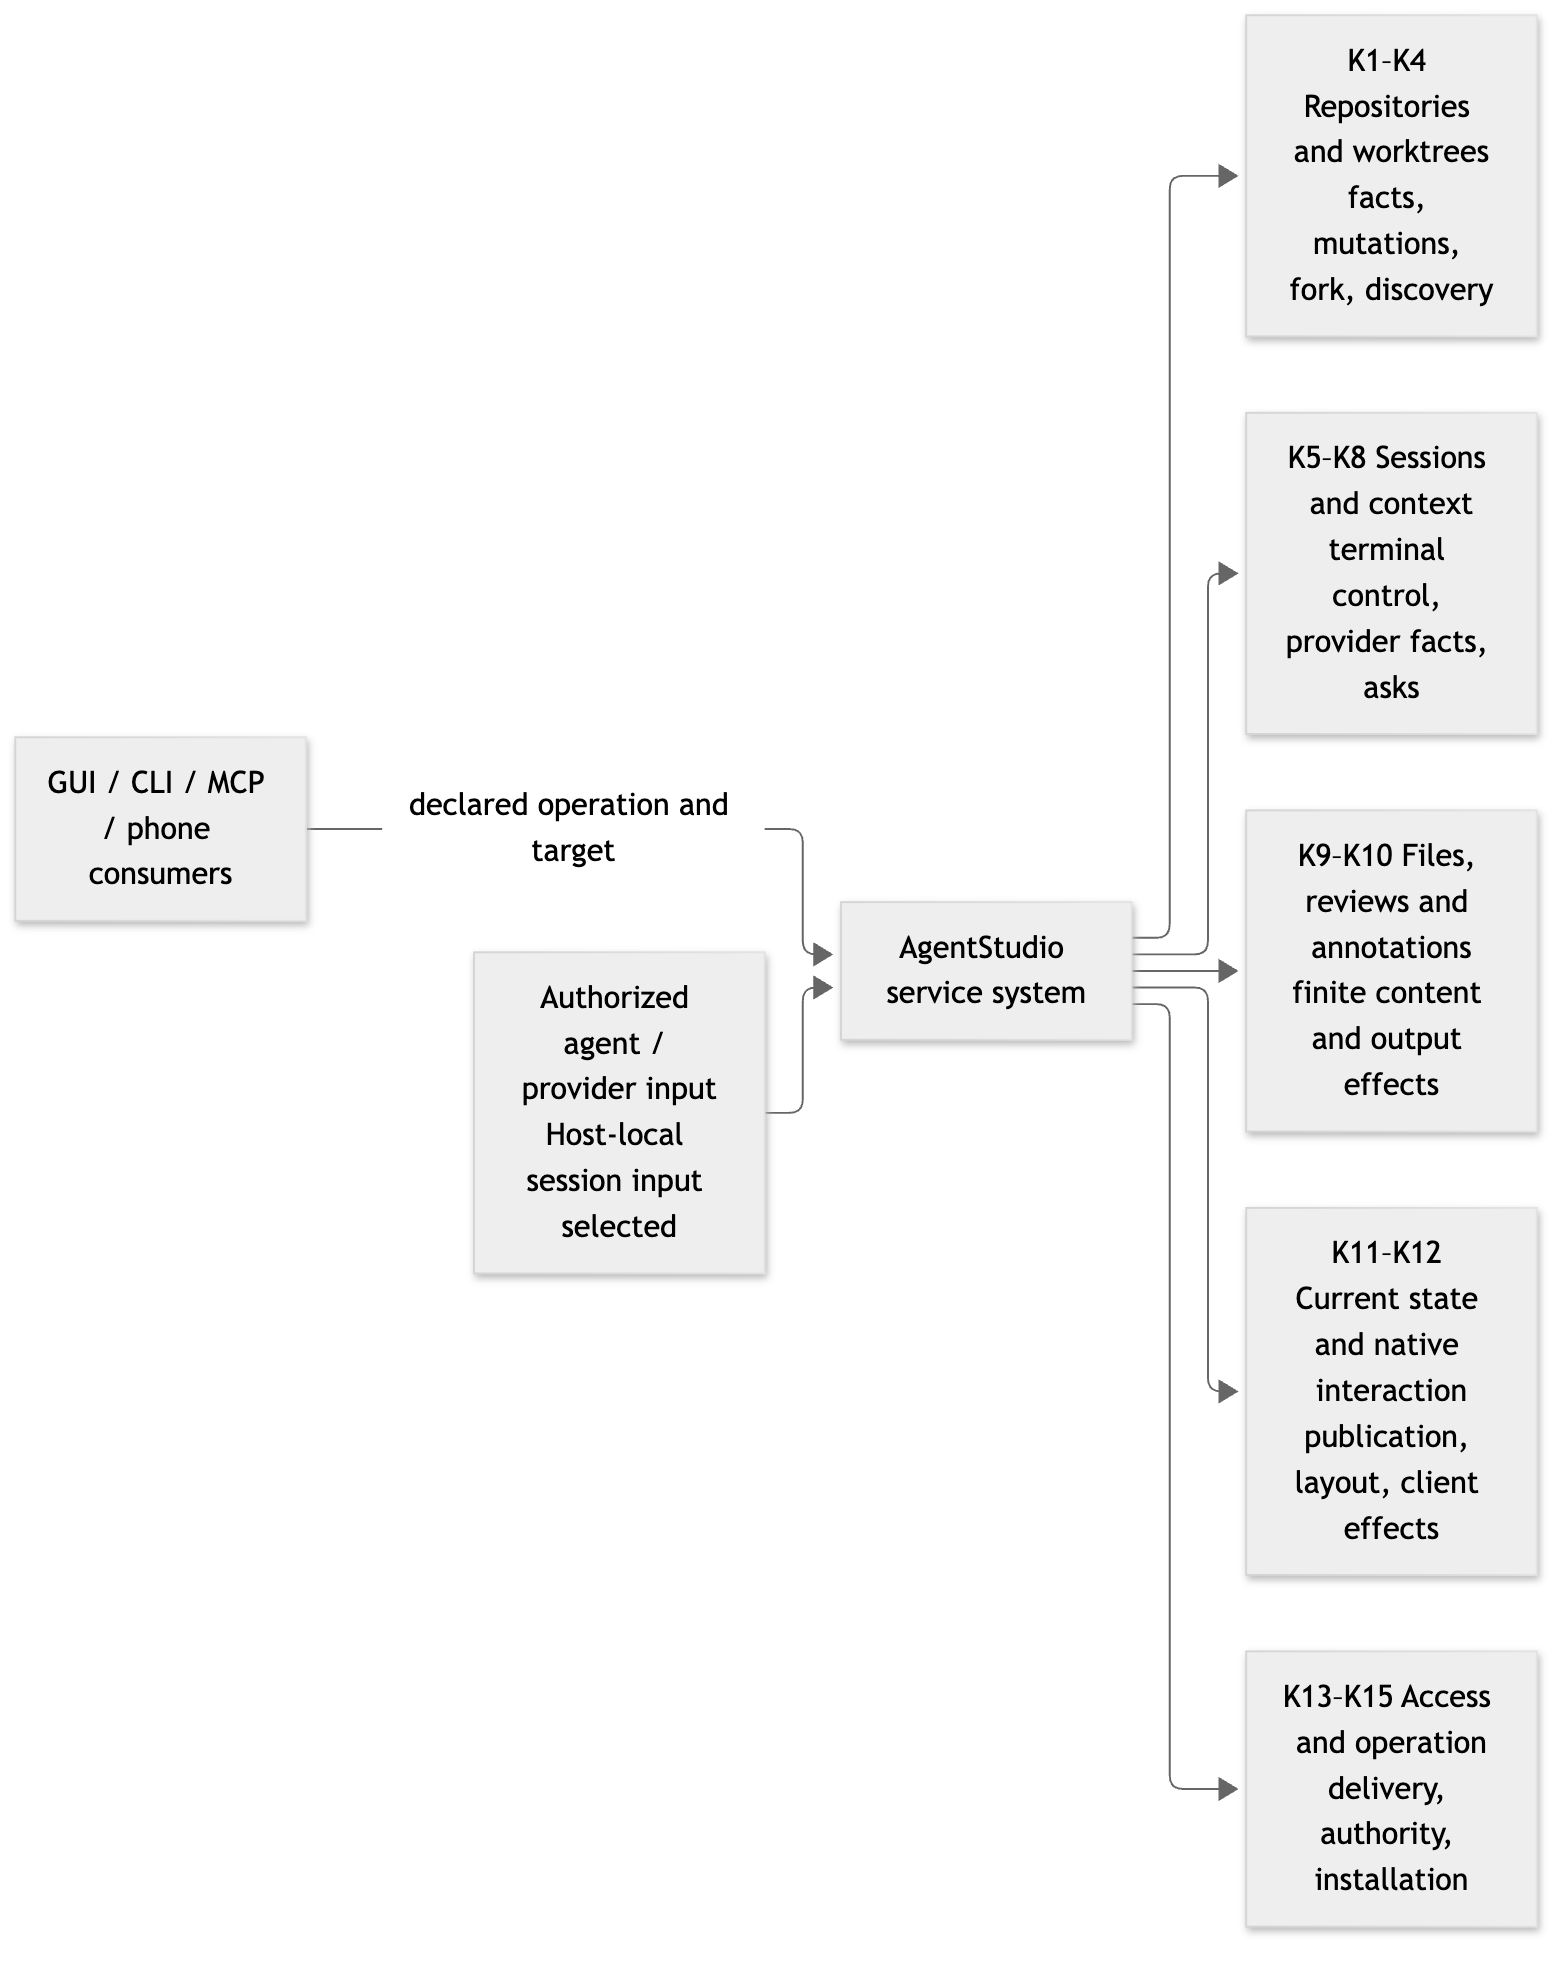 GUI / CLI / MCP
/ phone
consumers
declared operation and
target
Authorized
agent /
provider input
Host-local
session input
selected
AgentStudio
service system
K1–K4
Repositories
and worktrees
facts,
mutations,
fork, discovery
K5–K8 Sessions
and context
terminal
control,
provider facts,
asks
K9–K10 Files,
reviews and
annotations
finite content
and output
effects
K11–K12
Current state
and native
interaction
publication,
layout, client
effects
K13–K15 Access
and operation
delivery,
authority,
installation